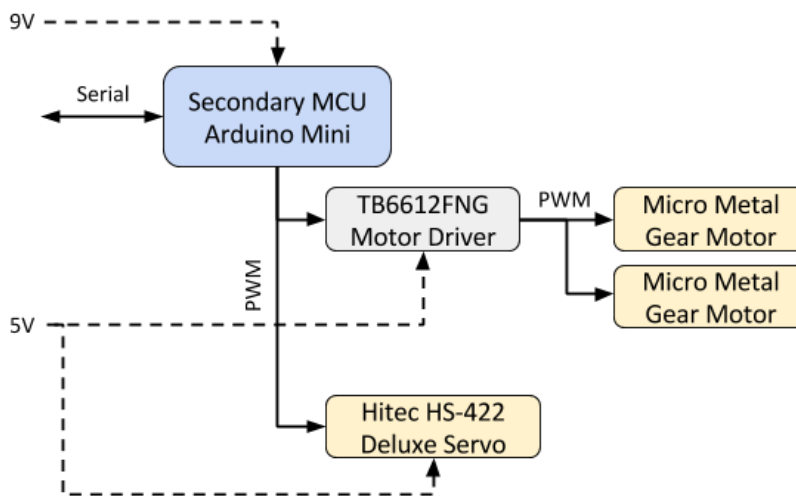 9V
Serial
Secondary MCU
Arduino Mini
TB6612FNG
Motor Driver
PWM
Micro Metal
Gear Motor
Micro Metal
Gear Motor
PWM
5V
Hitec HS-422
Deluxe Servo